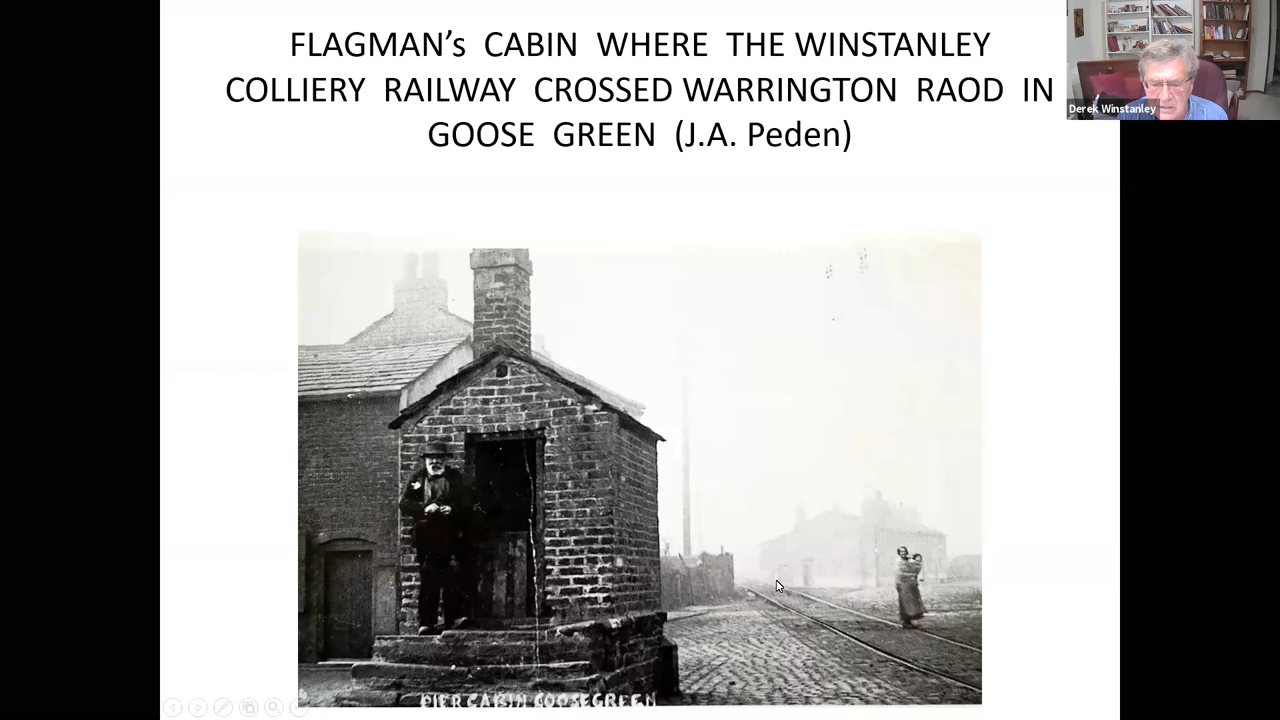 FLAGMAN's CABIN WHERE THE WINSTANLEY
COLLIERY RAILWAY CROSSED WARRINGTON RAOD IN
GOOSE GREEN (J.A. Peden)
Derek Winstanley
PIER CABIN GOOSEGREEN